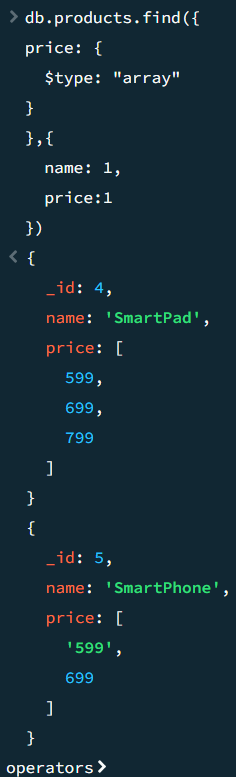 > db.products.find({
price: {
$type: "array"
}
},{
name: 1,
price:1
})
< {
_id: 4,
name: 'SmartPad',
price: [
599,
699,
799
]
}
{
_id: 5,
name: 'SmartPhone',
price: [
'599',
699
]
}
operators>